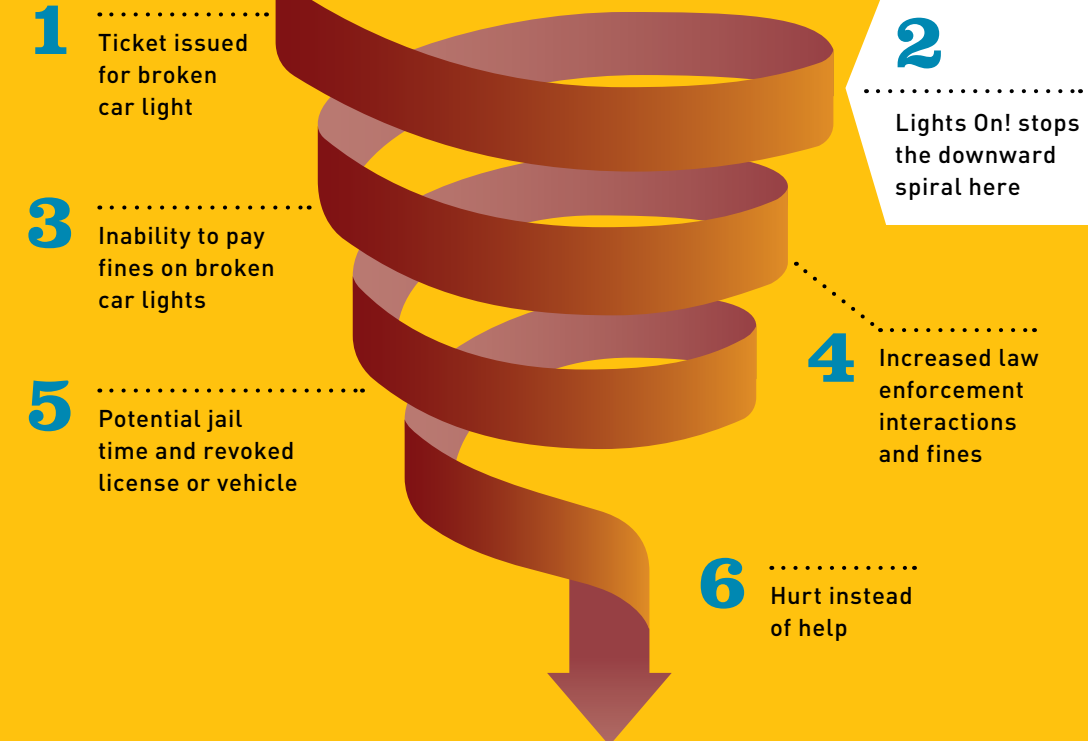 1
Ticket issued
for broken
car light
2
Lights On! stops
the downward
spiral here
3
Inability to pay
fines on broken
car lights
4
Increased law
enforcement
interactions
and fines
5
Potential jail
time and revoked
license or vehicle
6
Hurt instead
of help